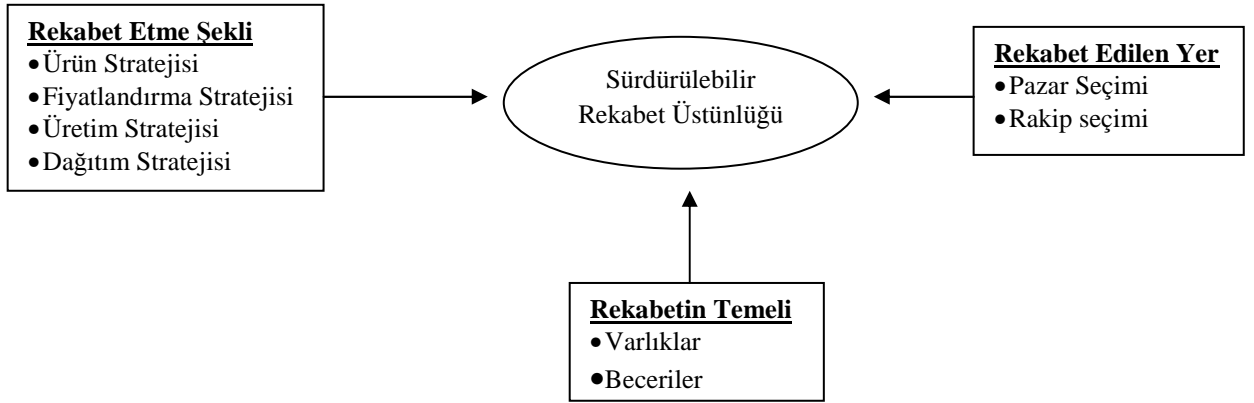 Rekabet Etme Şekli
•Ürün Stratejisi
•Fiyatlandırma Stratejisi
•Üretim Stratejisi
•Dağıtım Stratejisi
Sürdürülebilir
Rekabet Üstünlüğü
Rekabet Edilen Yer
•Pazar Seçimi
•Rakip seçimi
Rekabetin Temeli
•Varlıklar
•Beceriler